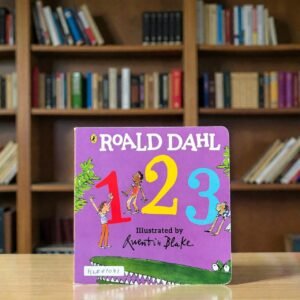 ROALD DAHL
1 2 3
Illustrated by
Quentin Blake